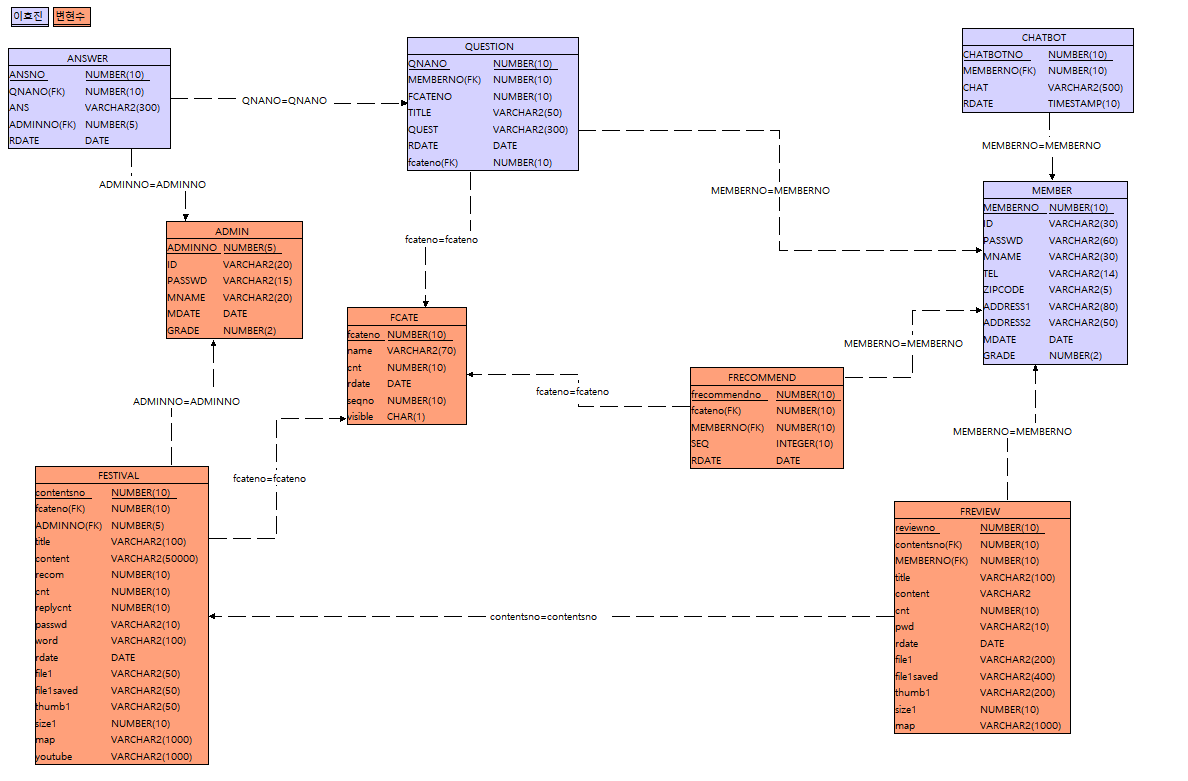 이효진 변현수
ANSWER
ANSNO NUMBER(10)
QNANO(FK) NUMBER(10)
ANS VARCHAR2(300)
ADMINNO(FK) NUMBER(5)
RDATE DATE
QNANO=QNANO
QUESTION
QNANO NUMBER(10)
MEMBERNO(FK) NUMBER(10)
FCATENO NUMBER(10)
TITLE VARCHAR2(50)
QUEST VARCHAR2(300)
RDATE DATE
fcateno(FK) NUMBER(10)
CHATBOT
CHATBOTNO NUMBER(10)
MEMBERNO(FK) NUMBER(10)
CHAT VARCHAR2(500)
RDATE TIMESTAMP(10)
MEMBERNO=MEMBERNO
ADMINNO=ADMINNO
MEMBERNO=MEMBERNO
MEMBER
MEMBERNO NUMBER(10)
ID VARCHAR2(30)
PASSWD VARCHAR2(60)
MNAME VARCHAR2(30)
TEL VARCHAR2(14)
ZIPCODE VARCHAR2(5)
ADDRESS1 VARCHAR2(80)
ADDRESS2 VARCHAR2(50)
MDATE DATE
GRADE NUMBER(2)
ADMIN
ADMINNO NUMBER(5)
ID VARCHAR2(20)
PASSWD VARCHAR2(15)
MNAME VARCHAR2(20)
MDATE DATE
GRADE NUMBER(2)
fcateno=fcateno
FCATE
fcateno NUMBER(10)
name VARCHAR2(70)
cnt NUMBER(10)
rdate DATE
seqno NUMBER(10)
visible CHAR(1)
MEMBERNO=MEMBERNO
fcateno=fcateno
FRECOMMEND
frecommendno NUMBER(10)
fcateno(FK) NUMBER(10)
MEMBERNO(FK) NUMBER(10)
SEQ INTEGER(10)
RDATE DATE
ADMINNO=ADMINNO
MEMBERNO=MEMBERNO
fcateno=fcateno
FESTIVAL
contentsno NUMBER(10)
fcateno(FK) NUMBER(10)
ADMINNO(FK) NUMBER(5)
title VARCHAR2(100)
content VARCHAR2(50000)
recom NUMBER(10)
cnt NUMBER(10)
replycnt NUMBER(10)
passwd VARCHAR2(10)
word VARCHAR2(100)
rdate DATE
file1 VARCHAR2(50)
file1saved VARCHAR2(50)
thumb1 VARCHAR2(50)
size1 NUMBER(10)
map VARCHAR2(1000)
youtube VARCHAR2(1000)
contentsno=contentsno
FREVIEW
reviewno NUMBER(10)
contentsno(FK) NUMBER(10)
MEMBERNO(FK) NUMBER(10)
title VARCHAR2(100)
content VARCHAR2
cnt NUMBER(10)
pwd VARCHAR2(10)
rdate DATE
file1 VARCHAR2(200)
file1saved VARCHAR2(400)
thumb1 VARCHAR2(200)
size1 NUMBER(10)
map VARCHAR2(1000)